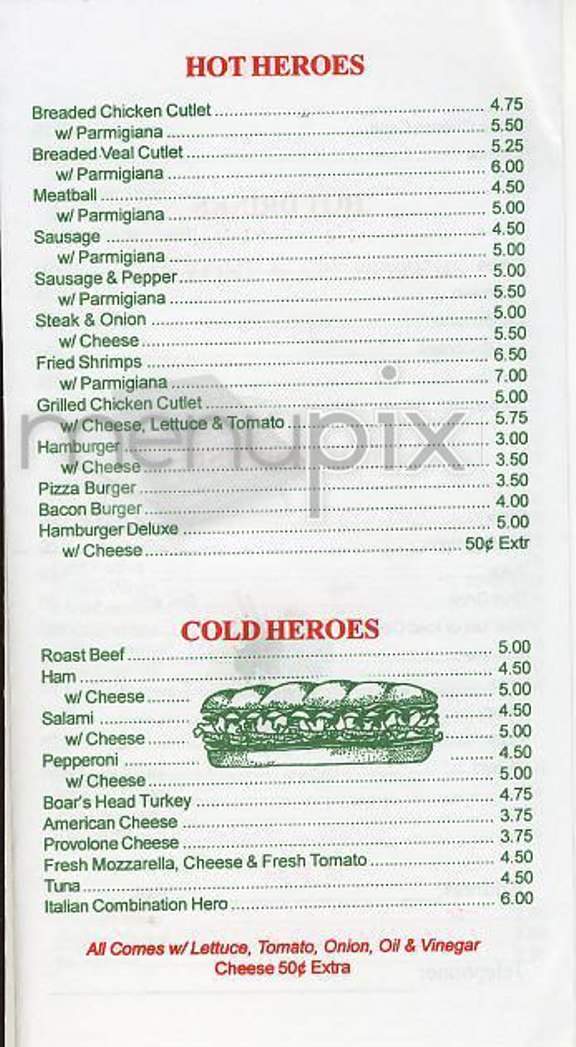 HOT HEROES
Breaded Chicken Cutlet 4.75
w/ Parmigiana 5.50
Breaded Veal Cutlet 5.25
w/ Parmigiana 6.00
Meatball 4.50
w/ Parmigiana 5.00
Sausage 4.50
w/ Parmigiana 5.00
Sausage & Pepper 5.00
w/ Parmigiana 5.50
Steak & Onion 5.00
w/ Cheese 5.50
Fried Shrimps 6.50
w/ Parmigiana 7.00
Grilled Chicken Cutlet 5.00
w/ Cheese, Lettuce & Tomato 5.75
menupix
Hamburger 3.00
w/ Cheese 3.50
Pizza Burger 3.50
Bacon Burger 4.00
Hamburger Deluxe 5.00
w/ Cheese 50¢ Extr
COLD HEROES
Roast Beef 5.00
Ham 4.50
w/ Cheese 5.00
Salami 4.50
w/ Cheese 5.00
Pepperoni 4.50
w/ Cheese 5.00
Boar's Head Turkey 4.75
American Cheese 3.75
Provolone Cheese 3.75
Fresh Mozzarella, Cheese & Fresh Tomato 4.50
Tuna 4.50
Italian Combination Hero 6.00
All Comes w/ Lettuce, Tomato, Onion, Oil & Vinegar
Cheese 50¢ Extra